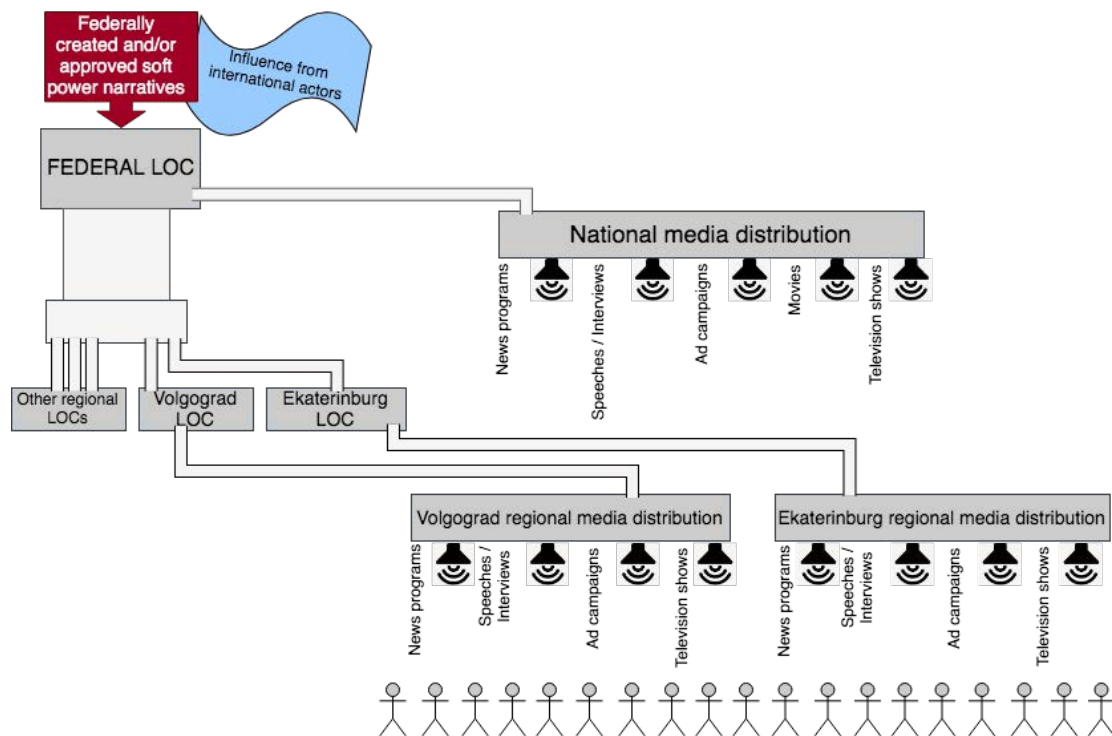 Federally
created and/or
approved soft
power narratives
Influence from
international actors
FEDERAL LOC
National media distribution
News programs
Speeches / Interviews
Ad campaigns
Movies
Television shows
Other regional
LOCs
Volgograd
LOC
Ekaterinburg
LOC
Volgograd regional media distribution
News programs
Speeches /
Interviews
Ad campaigns
Television shows
Ekaterinburg regional media distribution
News programs
Speeches /
Interviews
Ad campaigns
Television shows